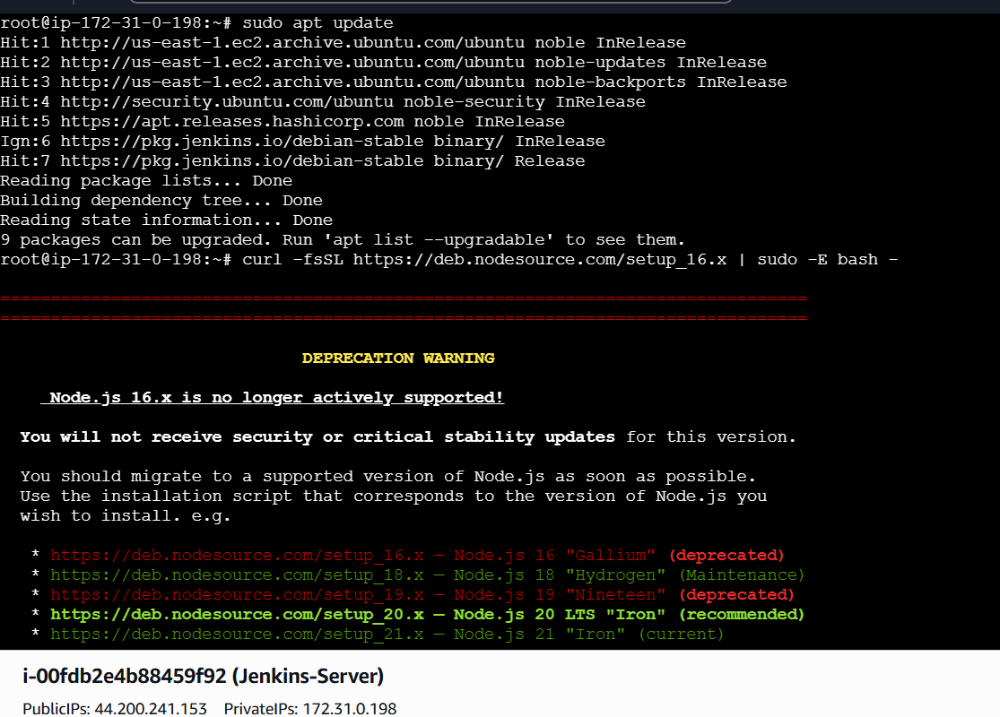 root@ip-172-31-0-198:~# sudo apt update
Hit:1 http://us-east-1.ec2.archive.ubuntu.com/ubuntu noble InRelease
Hit:2 http://us-east-1.ec2.archive.ubuntu.com/ubuntu noble-updates InRelease
Hit:3 http://us-east-1.ec2.archive.ubuntu.com/ubuntu noble-backports InRelease
Hit:4 http://security.ubuntu.com/ubuntu noble-security InRelease
Hit:5 https://apt.releases.hashicorp.com noble InRelease
Ign:6 https://pkg.jenkins.io/debian-stable binary/ InRelease
Hit:7 https://pkg.jenkins.io/debian-stable binary/ Release
Reading package lists... Done
Building dependency tree... Done
Reading state information... Done
9 packages can be upgraded. Run 'apt list --upgradable' to see them.
root@ip-172-31-0-198:~# curl -fsSL https://deb.nodesource.com/setup_16.x | sudo -E bash -
================================================================================
================================================================================
DEPRECATION WARNING
Node.js 16.x is no longer actively supported!
You will not receive security or critical stability updates for this version.
You should migrate to a supported version of Node.js as soon as possible.
Use the installation script that corresponds to the version of Node.js you
wish to install. e.g.
* https://deb.nodesource.com/setup_16.x — Node.js 16 "Gallium" (deprecated)
* https://deb.nodesource.com/setup_18.x — Node.js 18 "Hydrogen" (Maintenance)
* https://deb.nodesource.com/setup_19.x — Node.js 19 "Nineteen" (deprecated)
* https://deb.nodesource.com/setup_20.x — Node.js 20 LTS "Iron" (recommended)
* https://deb.nodesource.com/setup_21.x — Node.js 21 "Iron" (current)
i-00fdb2e4b88459f92 (Jenkins-Server)
PublicIPs: 44.200.241.153 PrivateIPs: 172.31.0.198